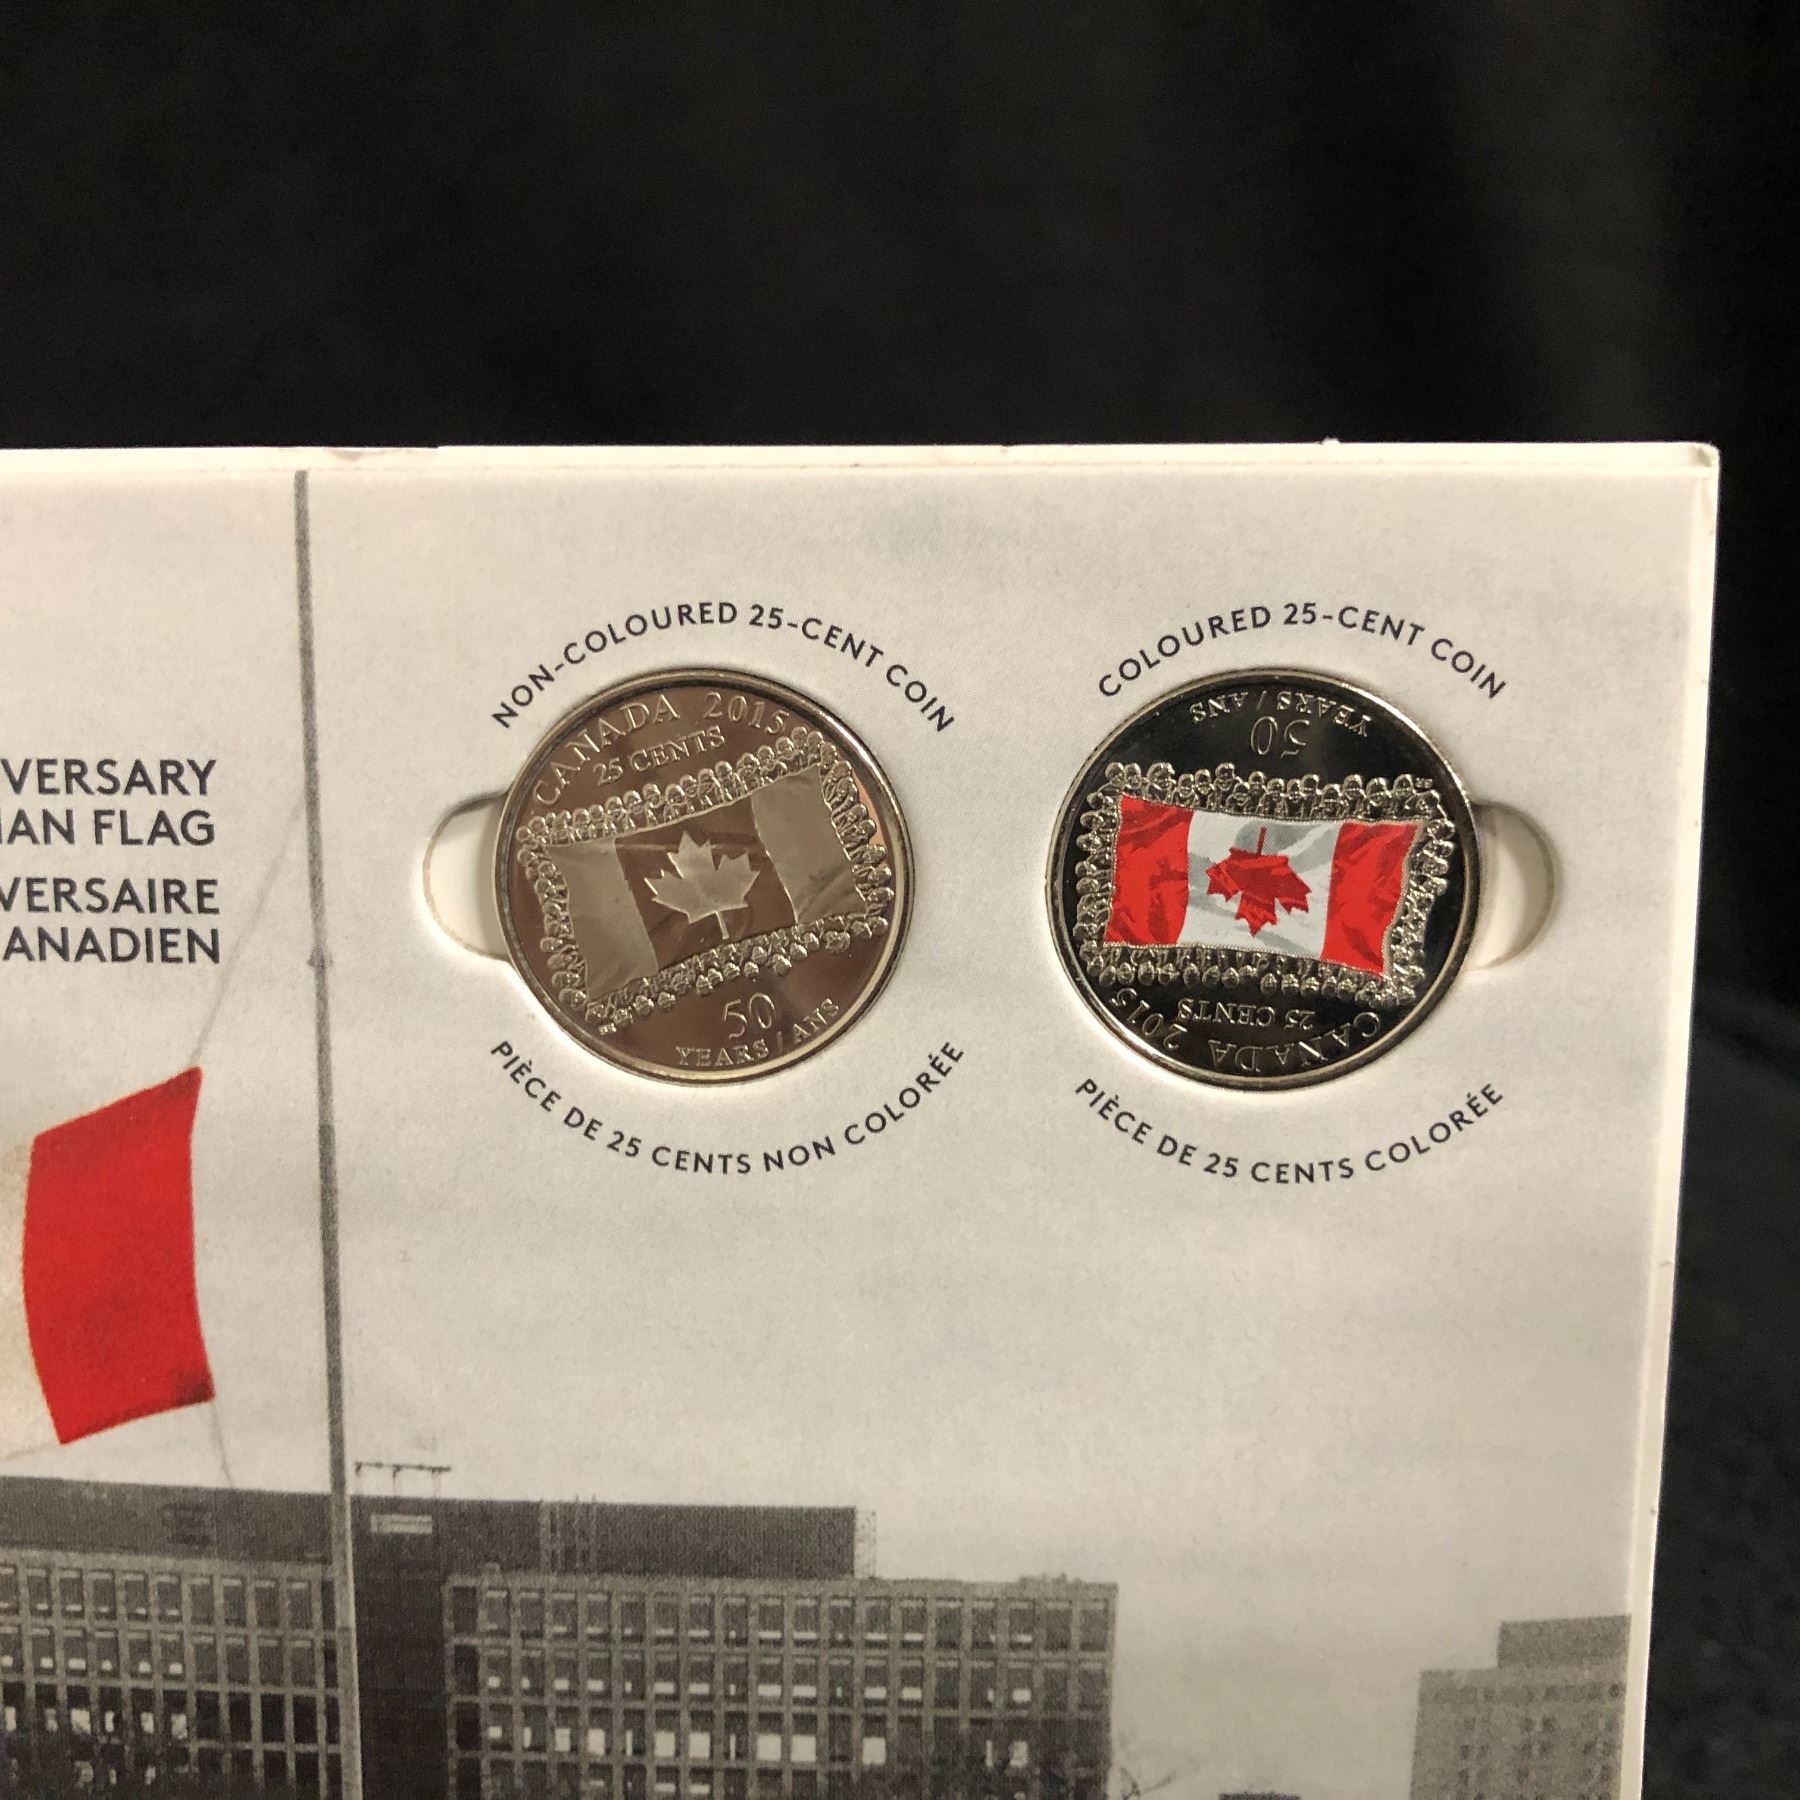 VERSARY
IAN FLAG
VERSAIRE
ANADIEN
NON-COLOURED 25-CENT COIN
CANADA 2015
25 CENTS
50
YEARS / ANS
PIÈCE DE 25 CENTS NON COLORÉE
COLOURED 25-CENT COIN
CANADA 2015
25 CENTS
50
YEARS / ANS
PIÈCE DE 25 CENTS COLORÉE